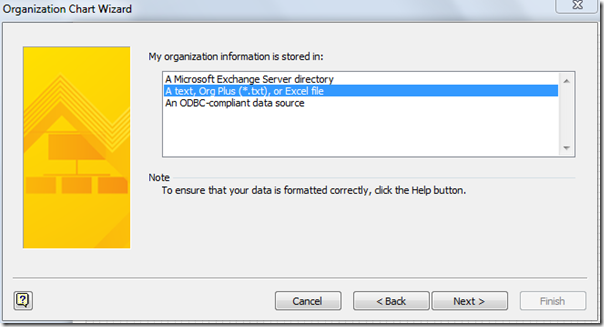 Organization Chart Wizard
My organization information is stored in:
A Microsoft Exchange Server directory
A text, Org Plus (*.txt), or Excel file
An ODBC-compliant data source
Note
To ensure that your data is formatted correctly, click the Help button.
?
Cancel
< Back
Next >
Finish